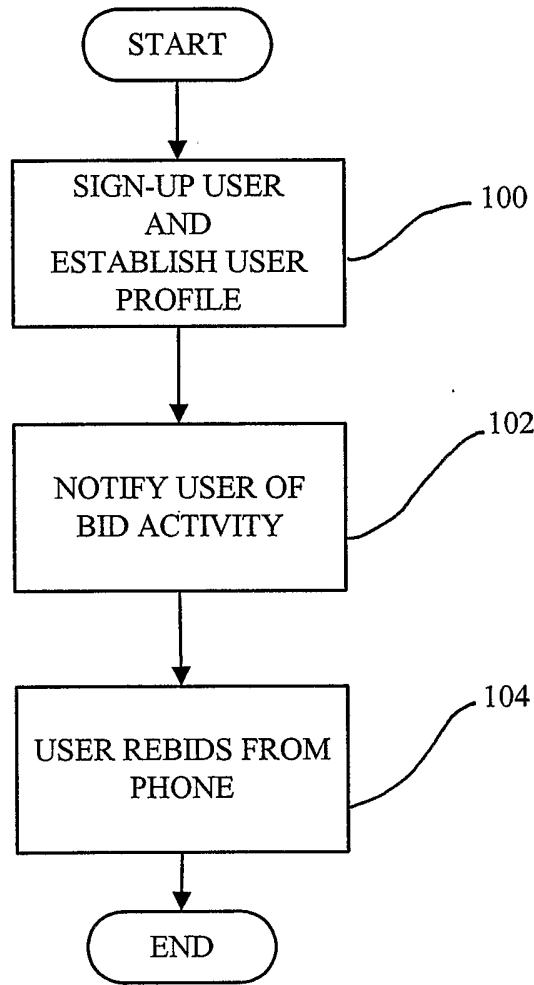 START
SIGN-UP USER
AND
ESTABLISH USER
PROFILE
100
NOTIFY USER OF
BID ACTIVITY
102
USER REBIDS FROM
PHONE
104
END